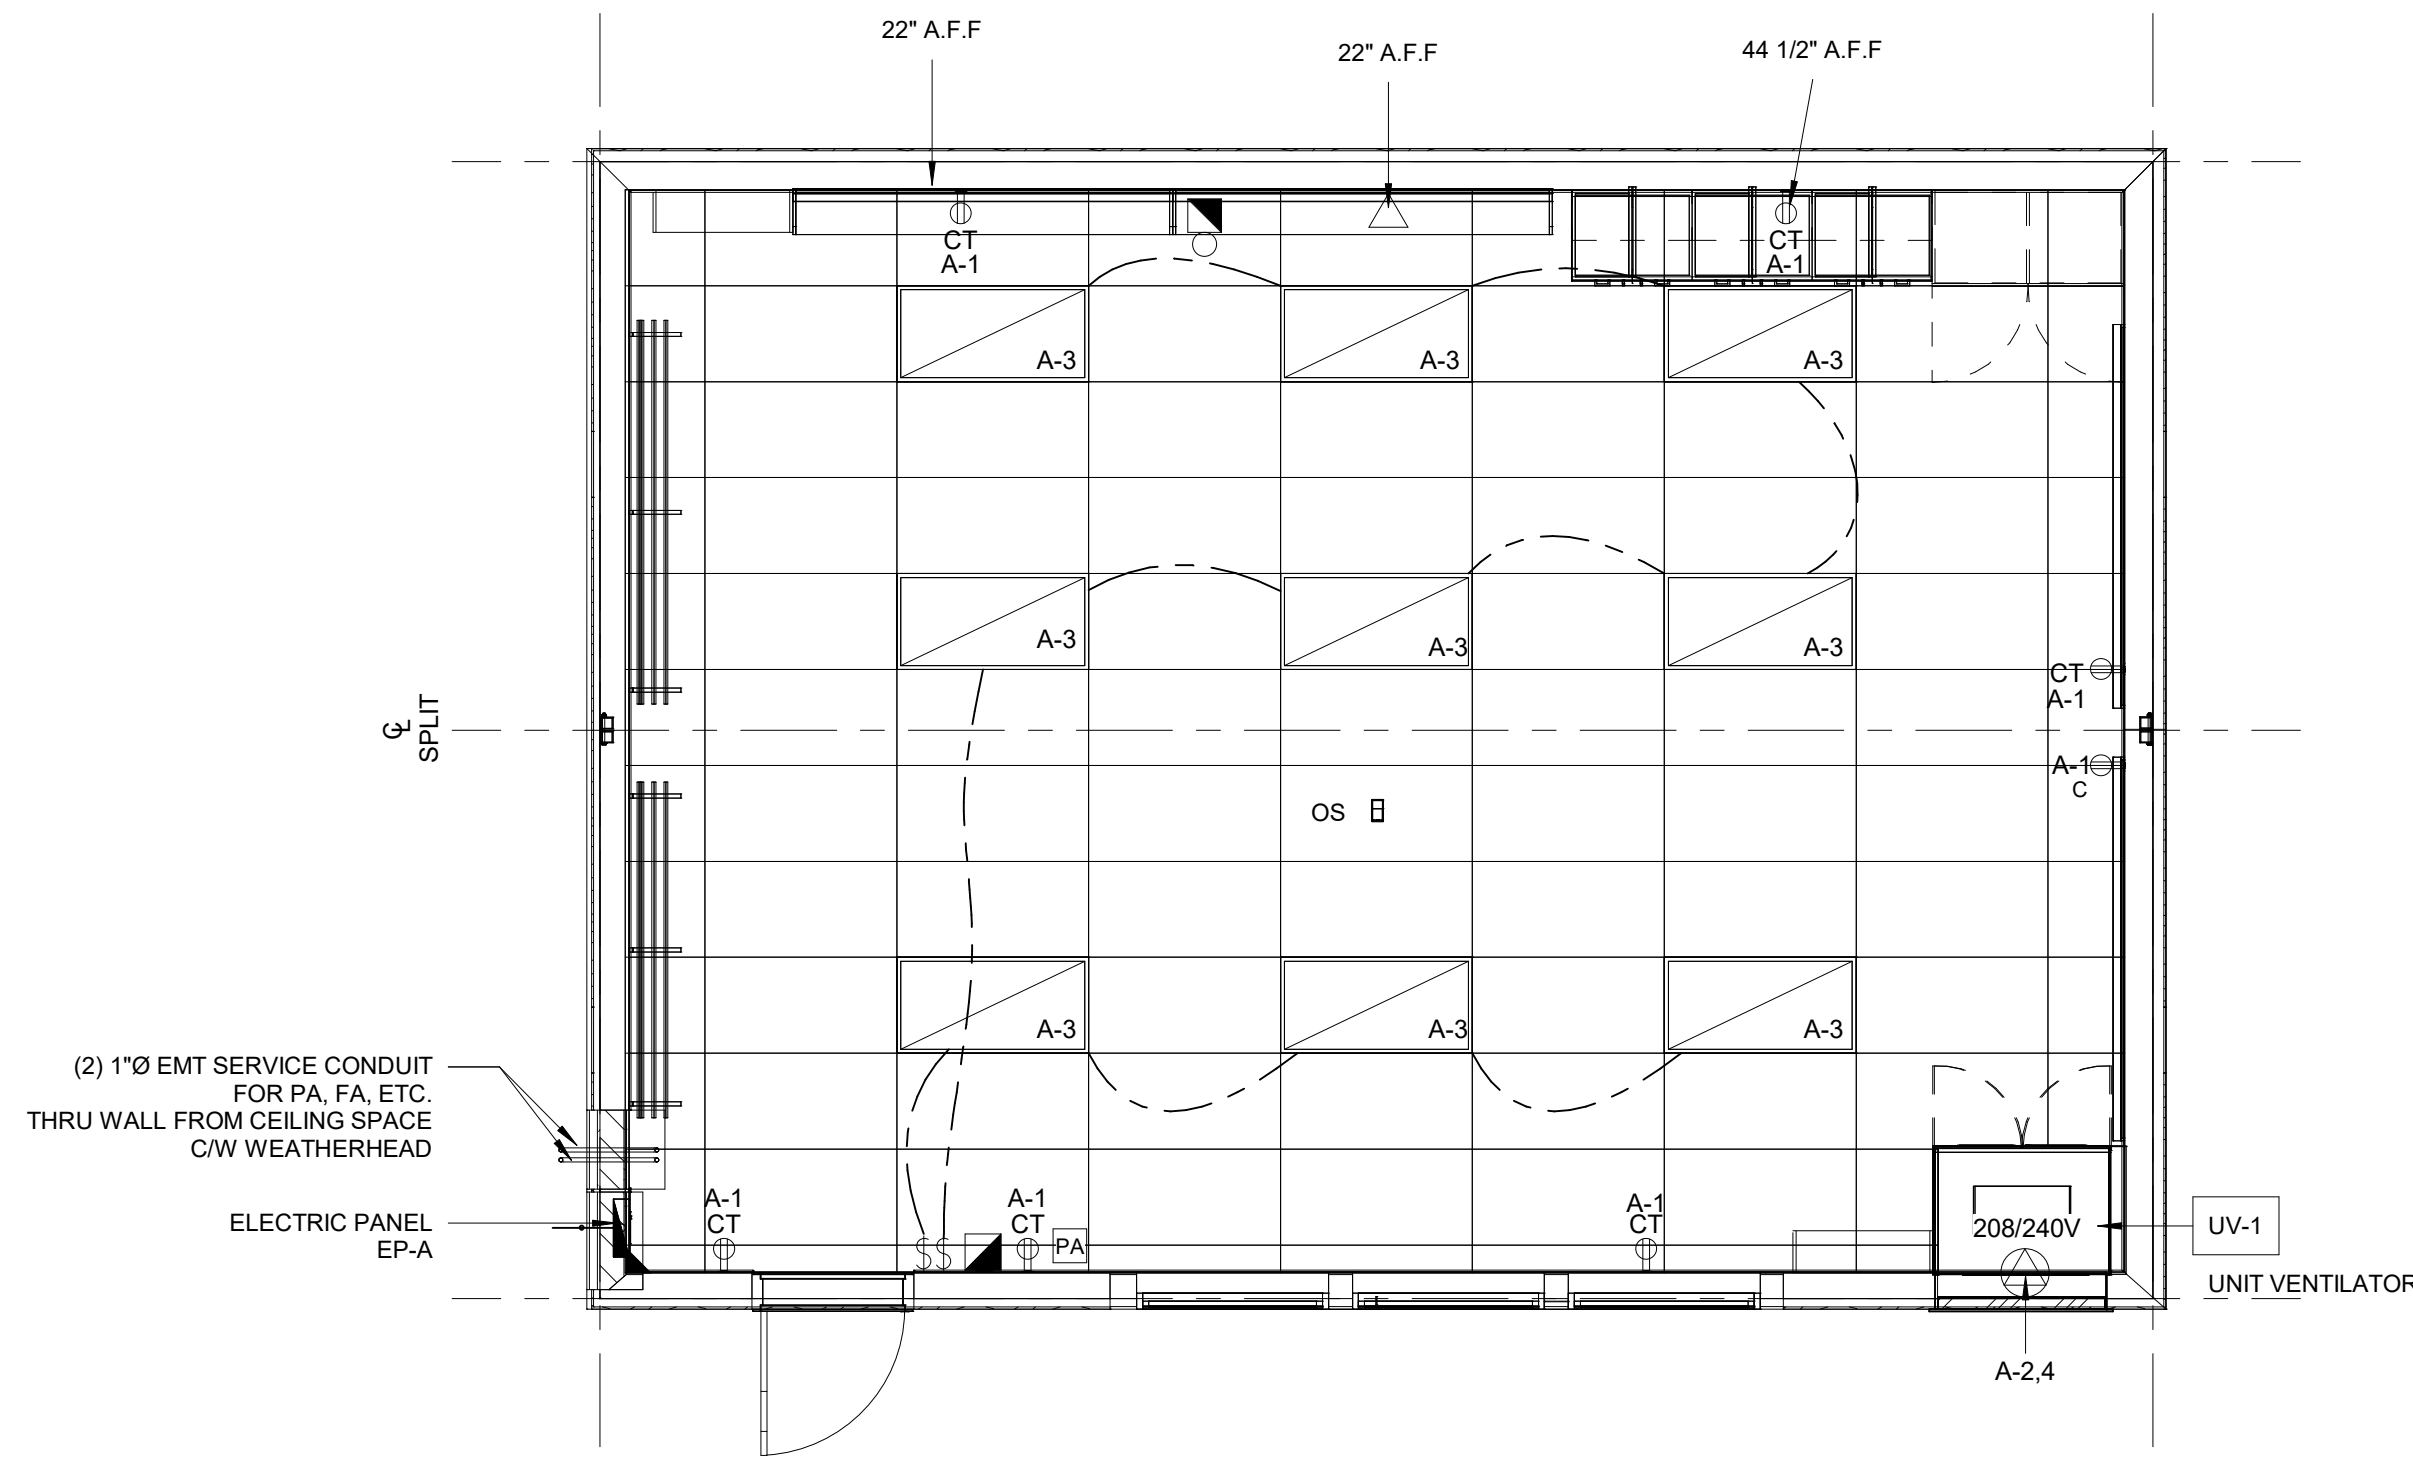 22" A.F.F
22" A.F.F
44 1/2" A.F.F
CT
A-1
CT
A-1
A-3
A-3
A-3
A-3
A-3
A-3
CT
A-1
℄
SPLIT
A-1
C
OS
A-3
A-3
A-3
(2) 1"Ø EMT SERVICE CONDUIT
FOR PA, FA, ETC.
THRU WALL FROM CEILING SPACE
C/W WEATHERHEAD
A-1
CT
A-1
CT
A-1
CT
ELECTRIC PANEL
EP-A
SS
PA
208/240V
UV-1
UNIT VENTILATOR
A-2,4